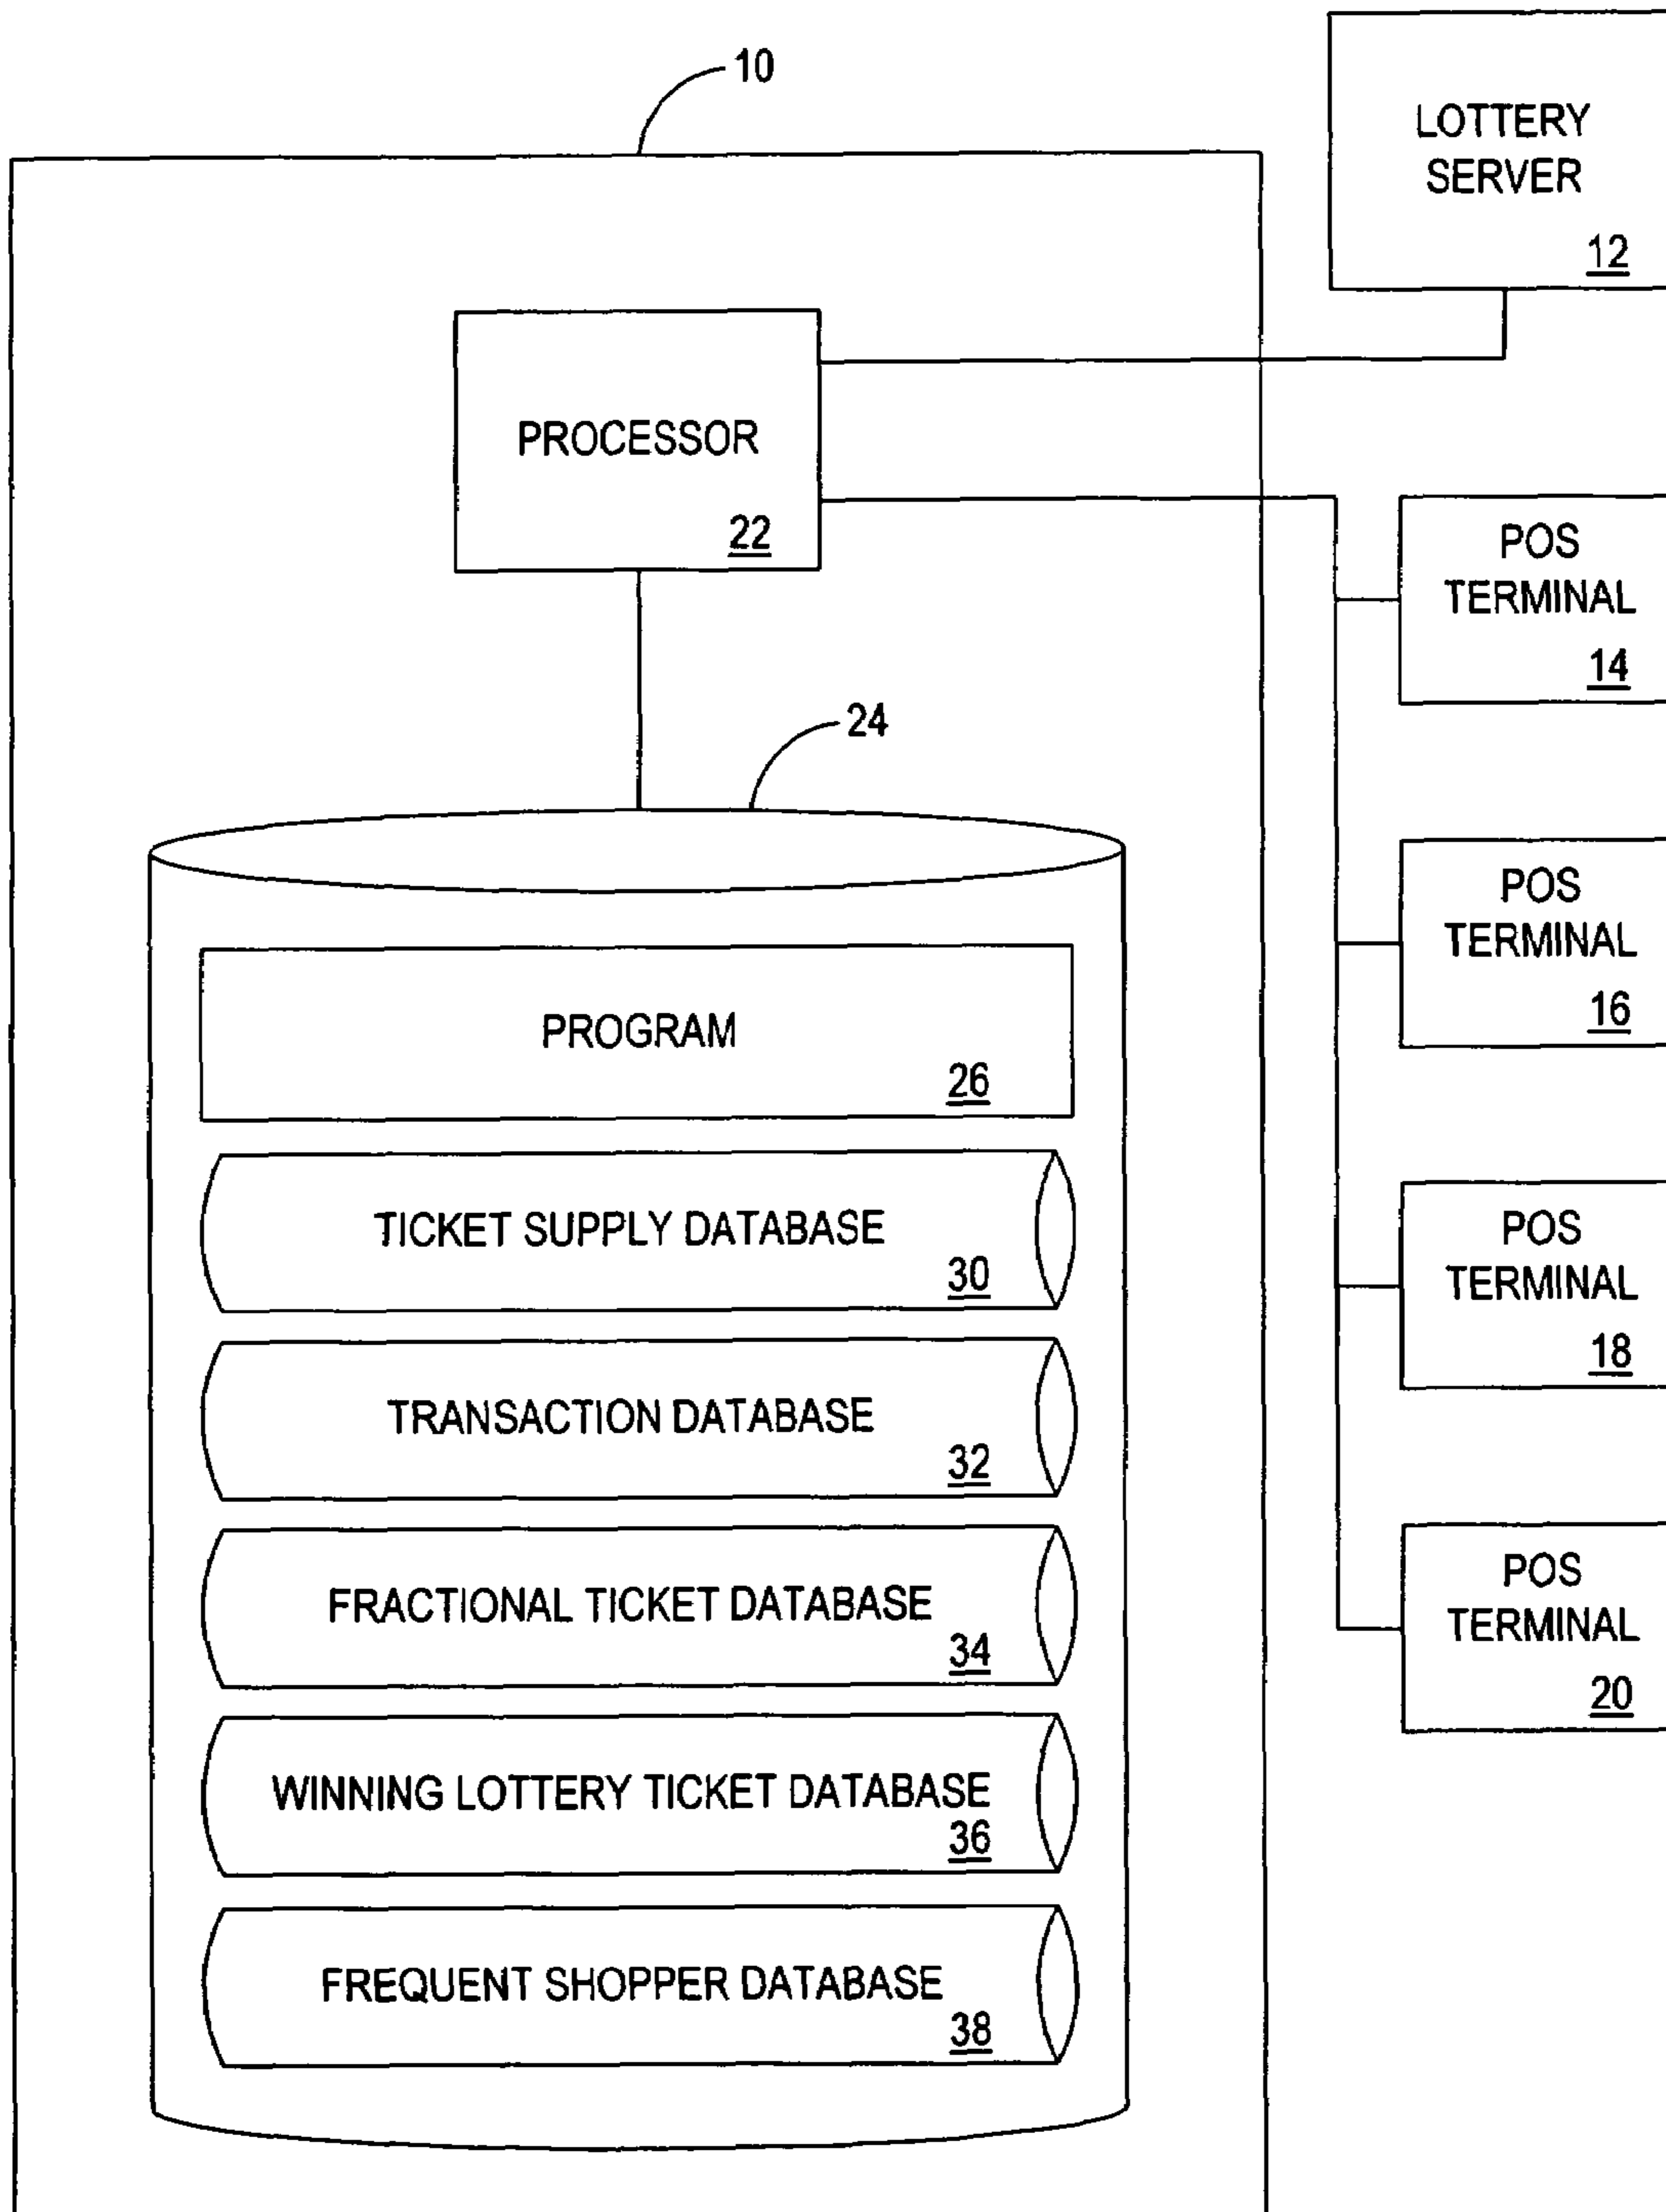 10
LOTTERY
SERVER
12
PROCESSOR
22
POS
TERMINAL
14
24
POS
TERMINAL
16
PROGRAM
26
TICKET SUPPLY DATABASE
30
POS
TERMINAL
18
TRANSACTION DATABASE
32
POS
TERMINAL
20
FRACTIONAL TICKET DATABASE
34
WINNING LOTTERY TICKET DATABASE
36
FREQUENT SHOPPER DATABASE
38